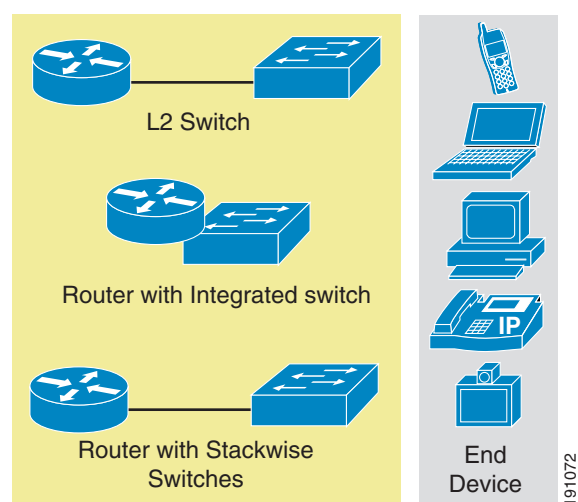 L2 Switch
Router with Integrated switch
IP
Router with Stackwise
Switches
End
Device
191072